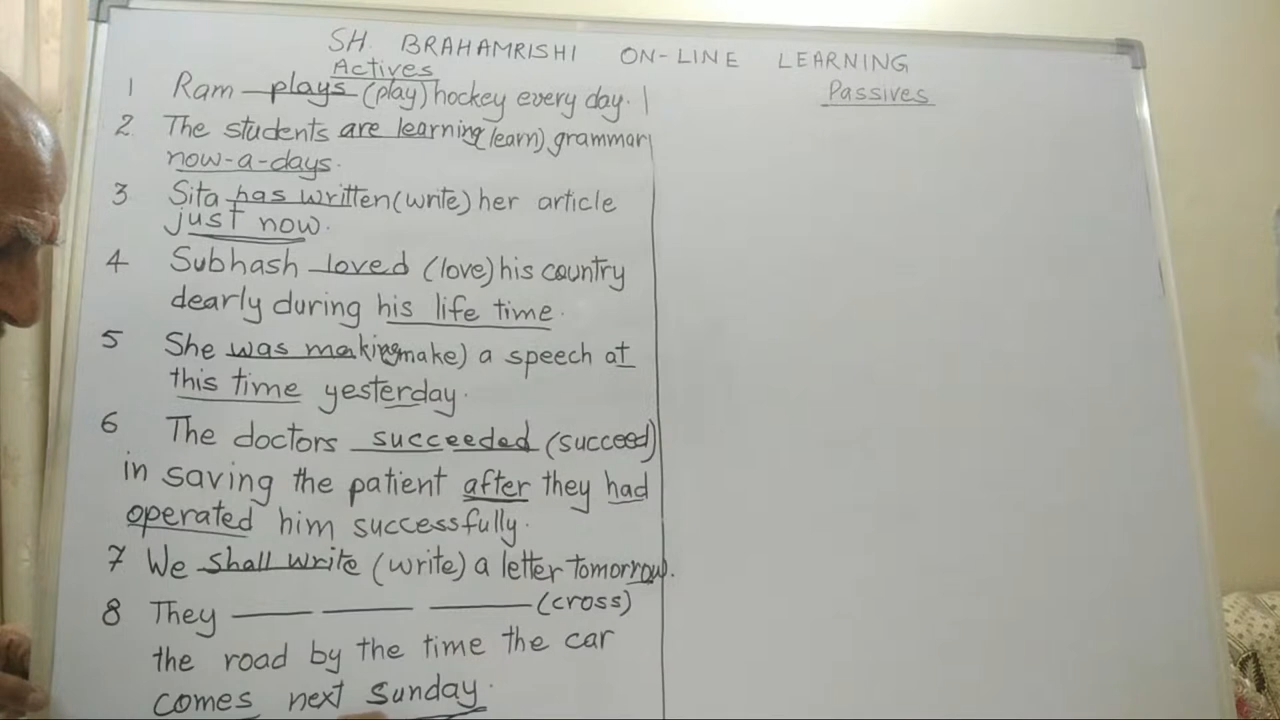 SH. BRAHAMRISHI ON-LINE LEARNING
Actives
1 Ram plays (play) hockey every day.
2 The students are learning (learn) grammar
now-a-days.
3 Sita has written (write) her article
just now.
4 Subhash loved (love) his country
dearly during his life time.
5 She was making (make) a speech at
this time yesterday.
6 The doctors succeeded (succeed)
in saving the patient after they had
operated him successfully.
7 We shall write (write) a letter tomorrow.
8 They ___ ___ ___ (cross)
the road by the time the car
comes next Sunday.
Passives